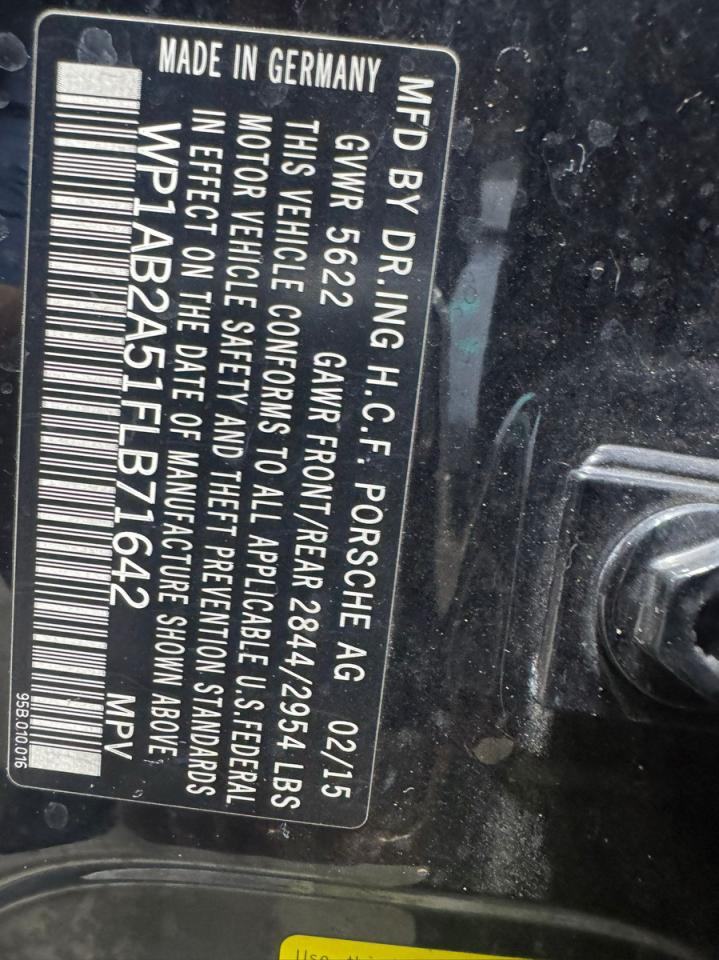 MFD BY DR.ING H.C.F. PORSCHE AG 02/15
GVWR 5622 GAWR FRONT/REAR 2844/2954 LBS
THIS VEHICLE CONFORMS TO ALL APPLICABLE U.S.FEDERAL
MOTOR VEHICLE SAFETY AND THEFT PREVENTION STANDARDS
IN EFFECT ON THE DATE OF MANUFACTURE SHOWN ABOVE
WP1AB2A51FLB71642 MPV
MADE IN GERMANY
95B.010.016
Use